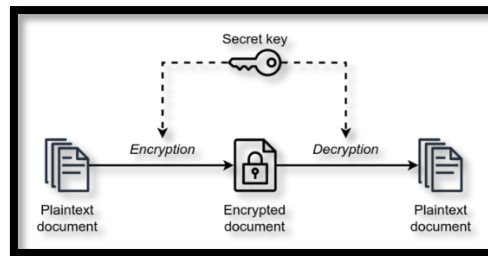 Secret key
Encryption
Decryption
Plaintext
document
Encrypted
document
Plaintext
document